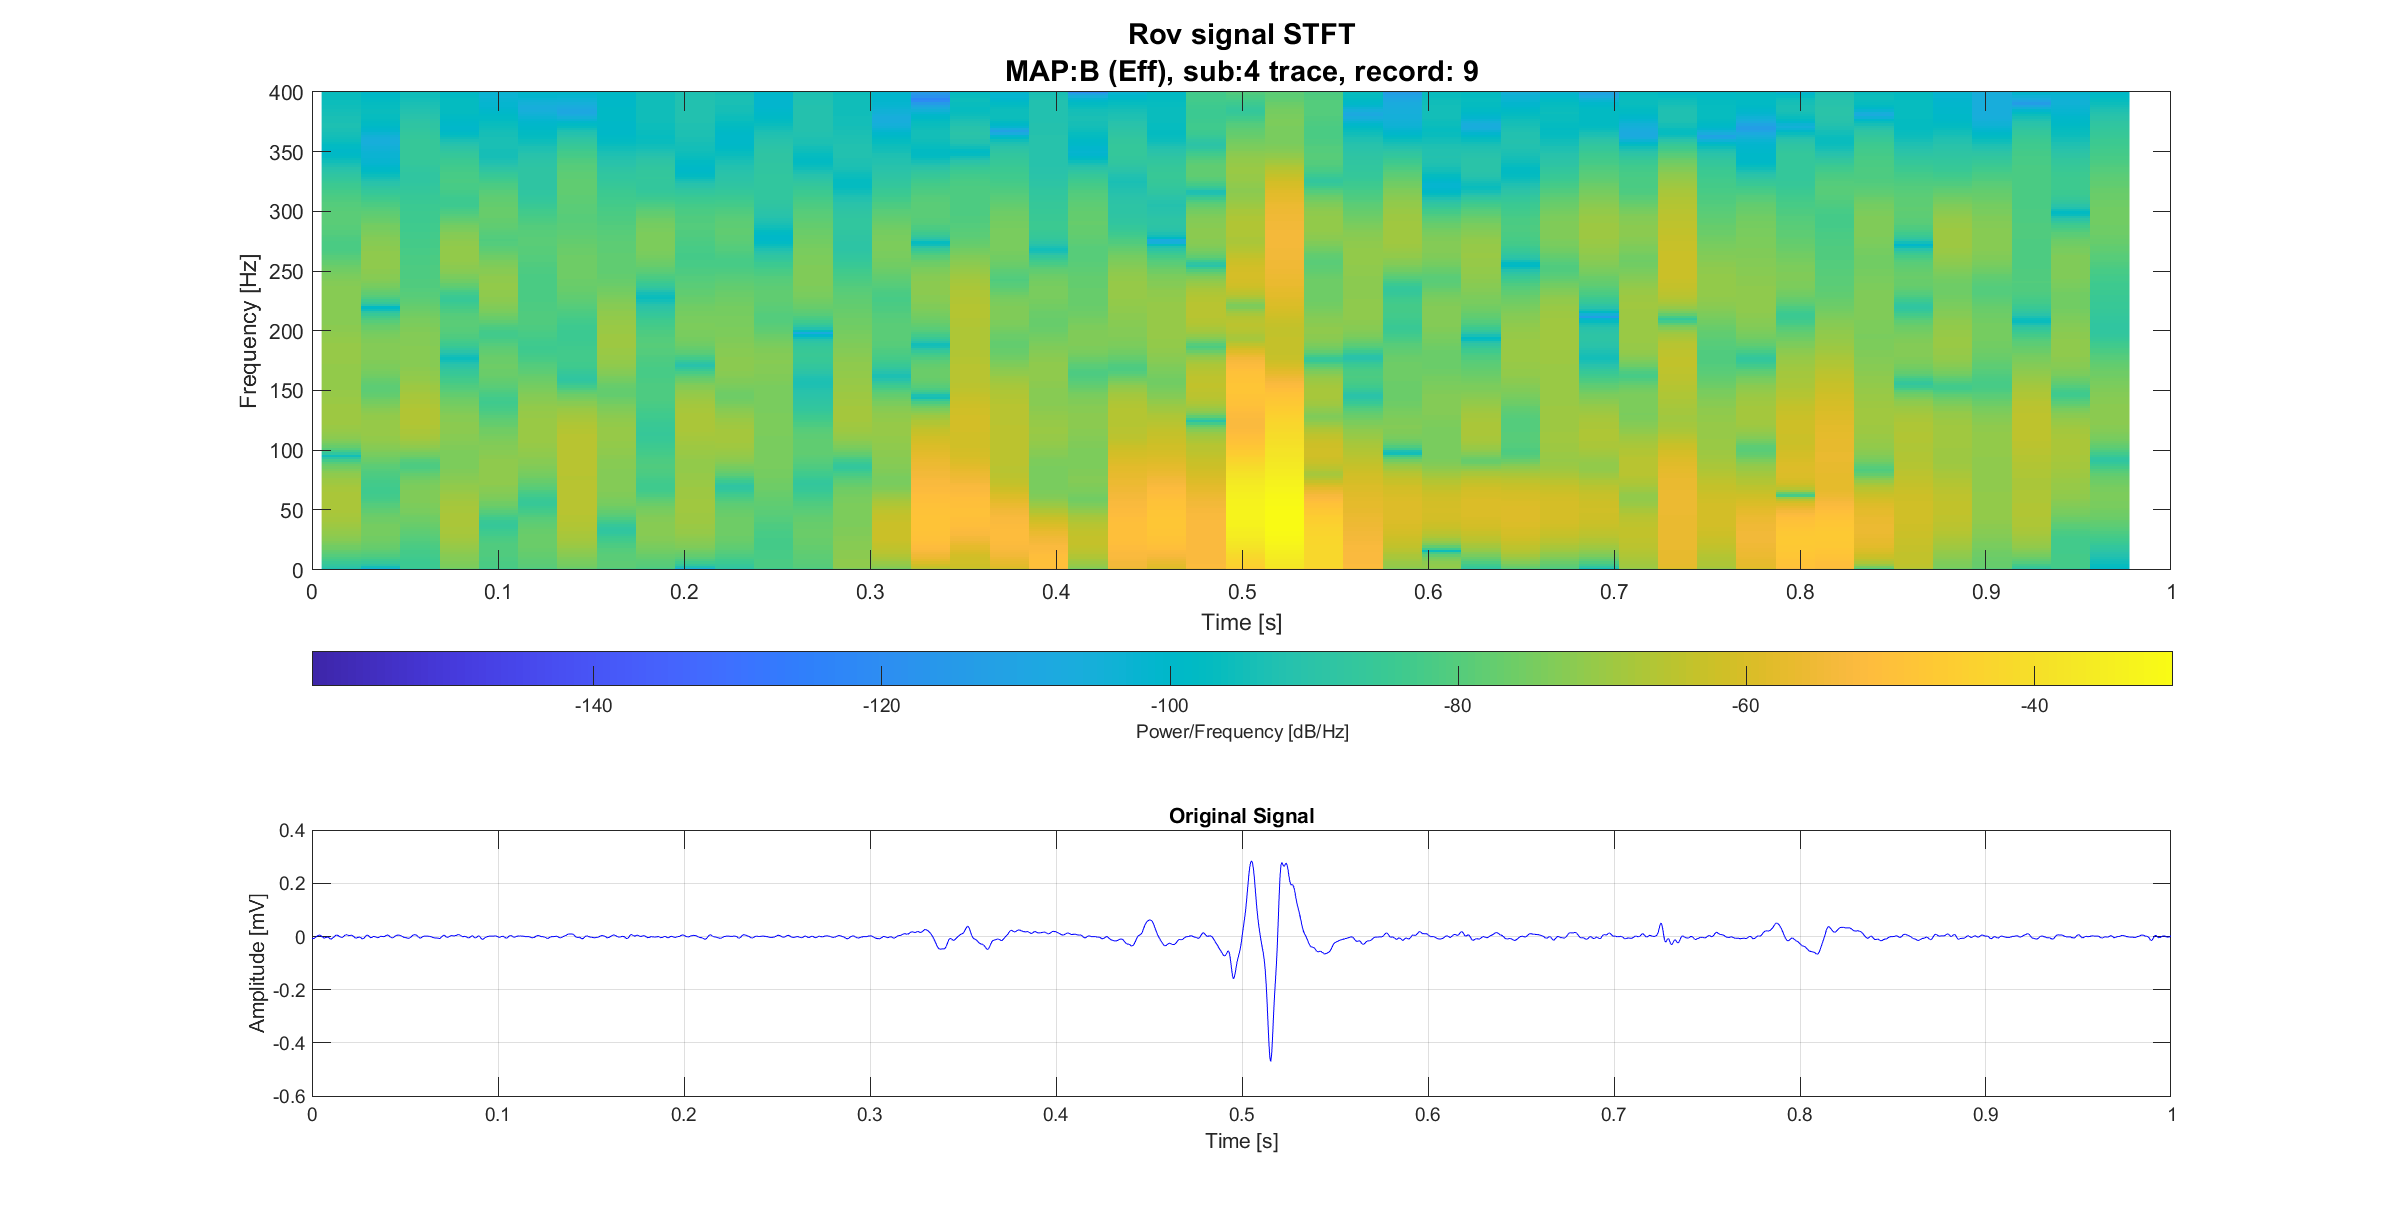 Rov signal STFT
MAP:B (Eff), sub:4 trace, record: 9
400
350
300
250
200
150
100
50
0
Frequency [Hz]
0 0.1 0.2 0.3 0.4 0.5 0.6 0.7 0.8 0.9 1
Time [s]
-140 -120 -100 -80 -60 -40
Power/Frequency [dB/Hz]
Original Signal
0.4
0.2
0
-0.2
-0.4
-0.6
Amplitude [mV]
0 0.1 0.2 0.3 0.4 0.5 0.6 0.7 0.8 0.9 1
Time [s]